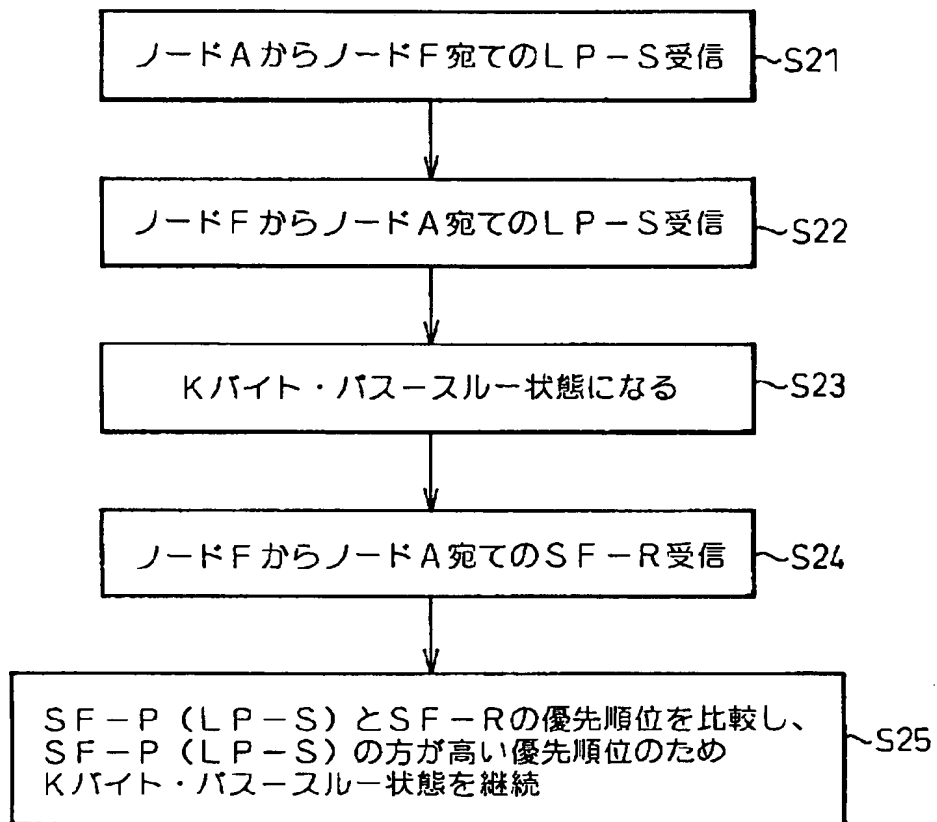 ノードAからノードF宛てのLP－S受信 ～S21
ノードFからノードA宛てのLP－S受信 ～S22
Kバイト・パス－スルー状態になる ～S23
ノードFからノードA宛てのSF－R受信 ～S24
SF－P（LP－S）とSF－Rの優先順位を比較し、
SF－P（LP－S）の方が高い優先順位のため ～S25
Kバイト・パス－スルー状態を継続